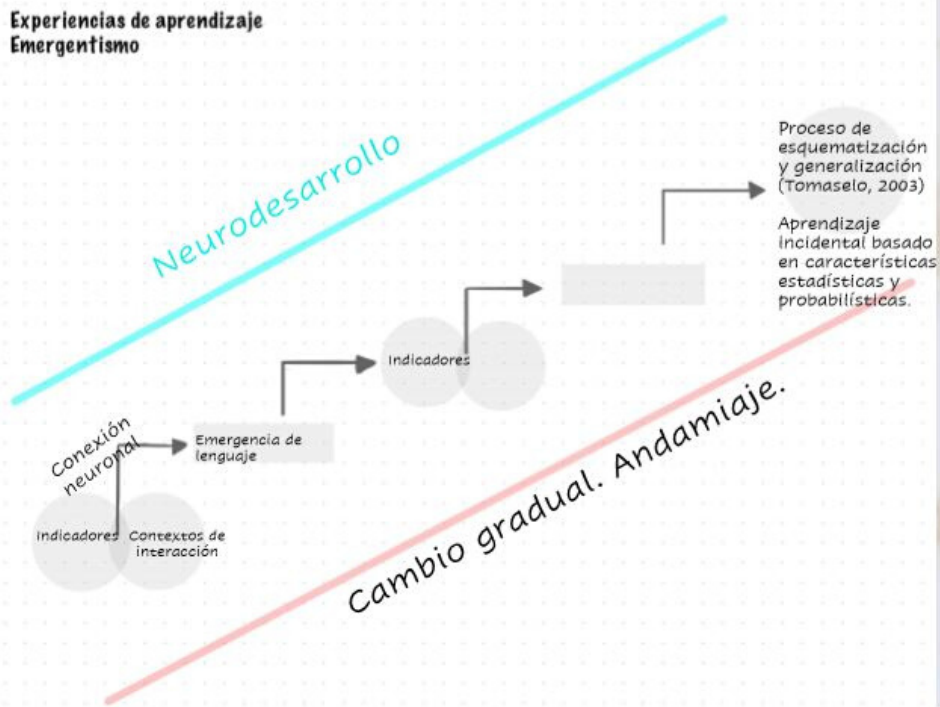 Experiencias de aprendizaje
Emergentismo
Neurodesarrollo
Proceso de
esquematización
y generalización
(Tomaselo, 2003)
Aprendizaje
incidental basado
en características
estadísticas y
probabilísticas.
Indicadores
Conexión
neuronal
Emergencia de
lenguaje
Indicadores
Contextos de
interacción
Cambio gradual. Andamiaje.